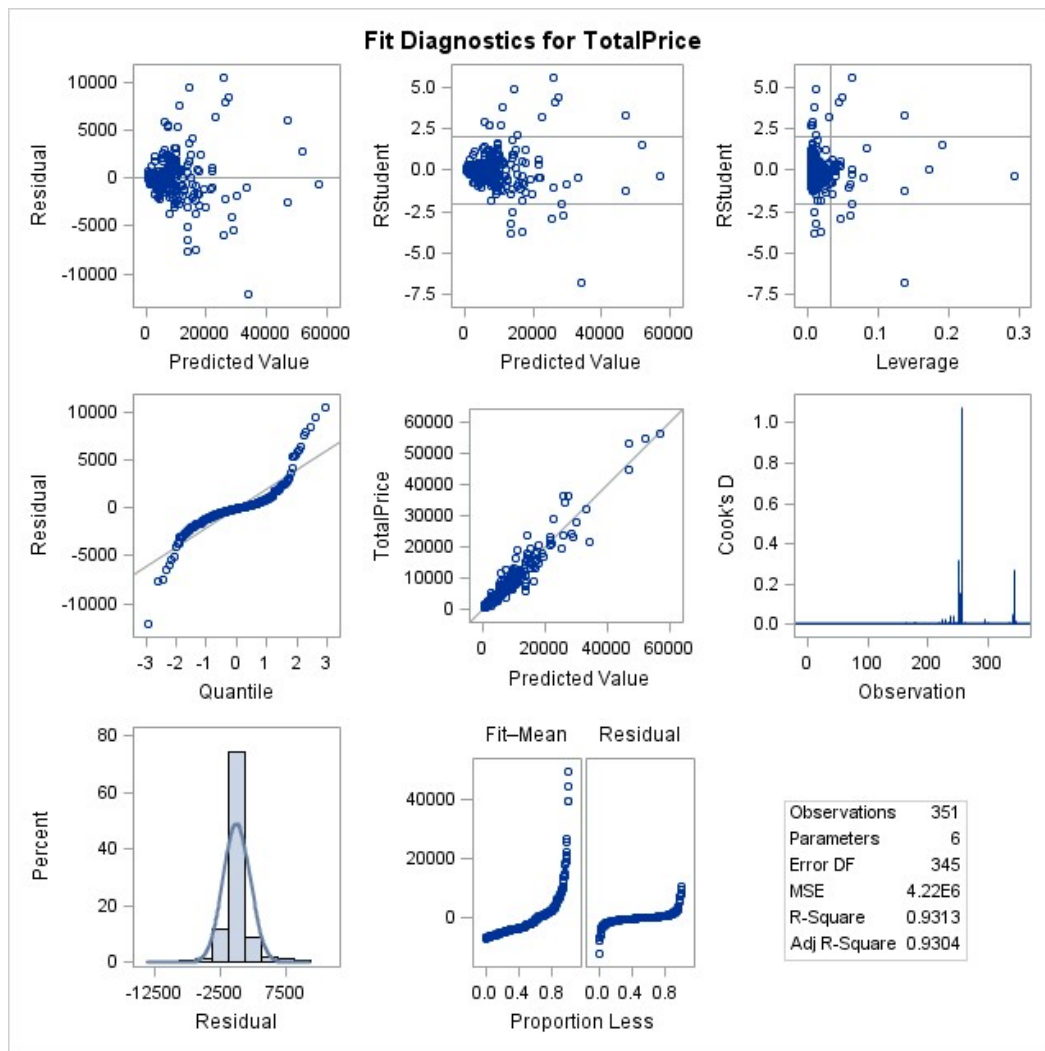 Fit Diagnostics for TotalPrice
10000
5000
0
-5000
-10000
Residual
0 20000 40000 60000
Predicted Value
5.0
2.5
0.0
-2.5
-5.0
-7.5
RStudent
0 20000 40000 60000
Predicted Value
5.0
2.5
0.0
-2.5
-5.0
-7.5
RStudent
0.0 0.1 0.2 0.3
Leverage
10000
5000
0
-5000
-10000
Residual
-3 -2 -1 0 1 2 3
Quantile
60000
50000
40000
30000
20000
10000
0
TotalPrice
0 20000 40000 60000
Predicted Value
1.0
0.8
0.6
0.4
0.2
0.0
Cook's D
0 100 200 300
Observation
80
60
40
20
0
Percent
-12500 -2500 7500
Residual
Fit–Mean Residual
40000
20000
0
0.0 0.4 0.8 0.0 0.4 0.8
Proportion Less
Observations 351
Parameters 6
Error DF 345
MSE 4.22E6
R-Square 0.9313
Adj R-Square 0.9304